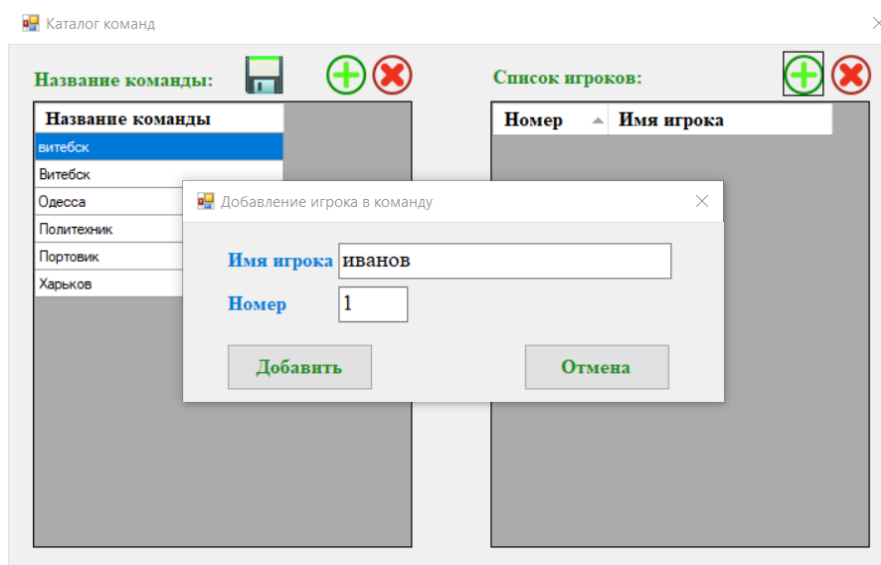 Каталог команд
Название команды:
Список игроков:
Название команды
витебск
Витебск
Одесса
Политехник
Портовик
Харьков
Номер Имя игрока
Добавление игрока в команду
Имя игрока иванов
Номер 1
Добавить Отмена